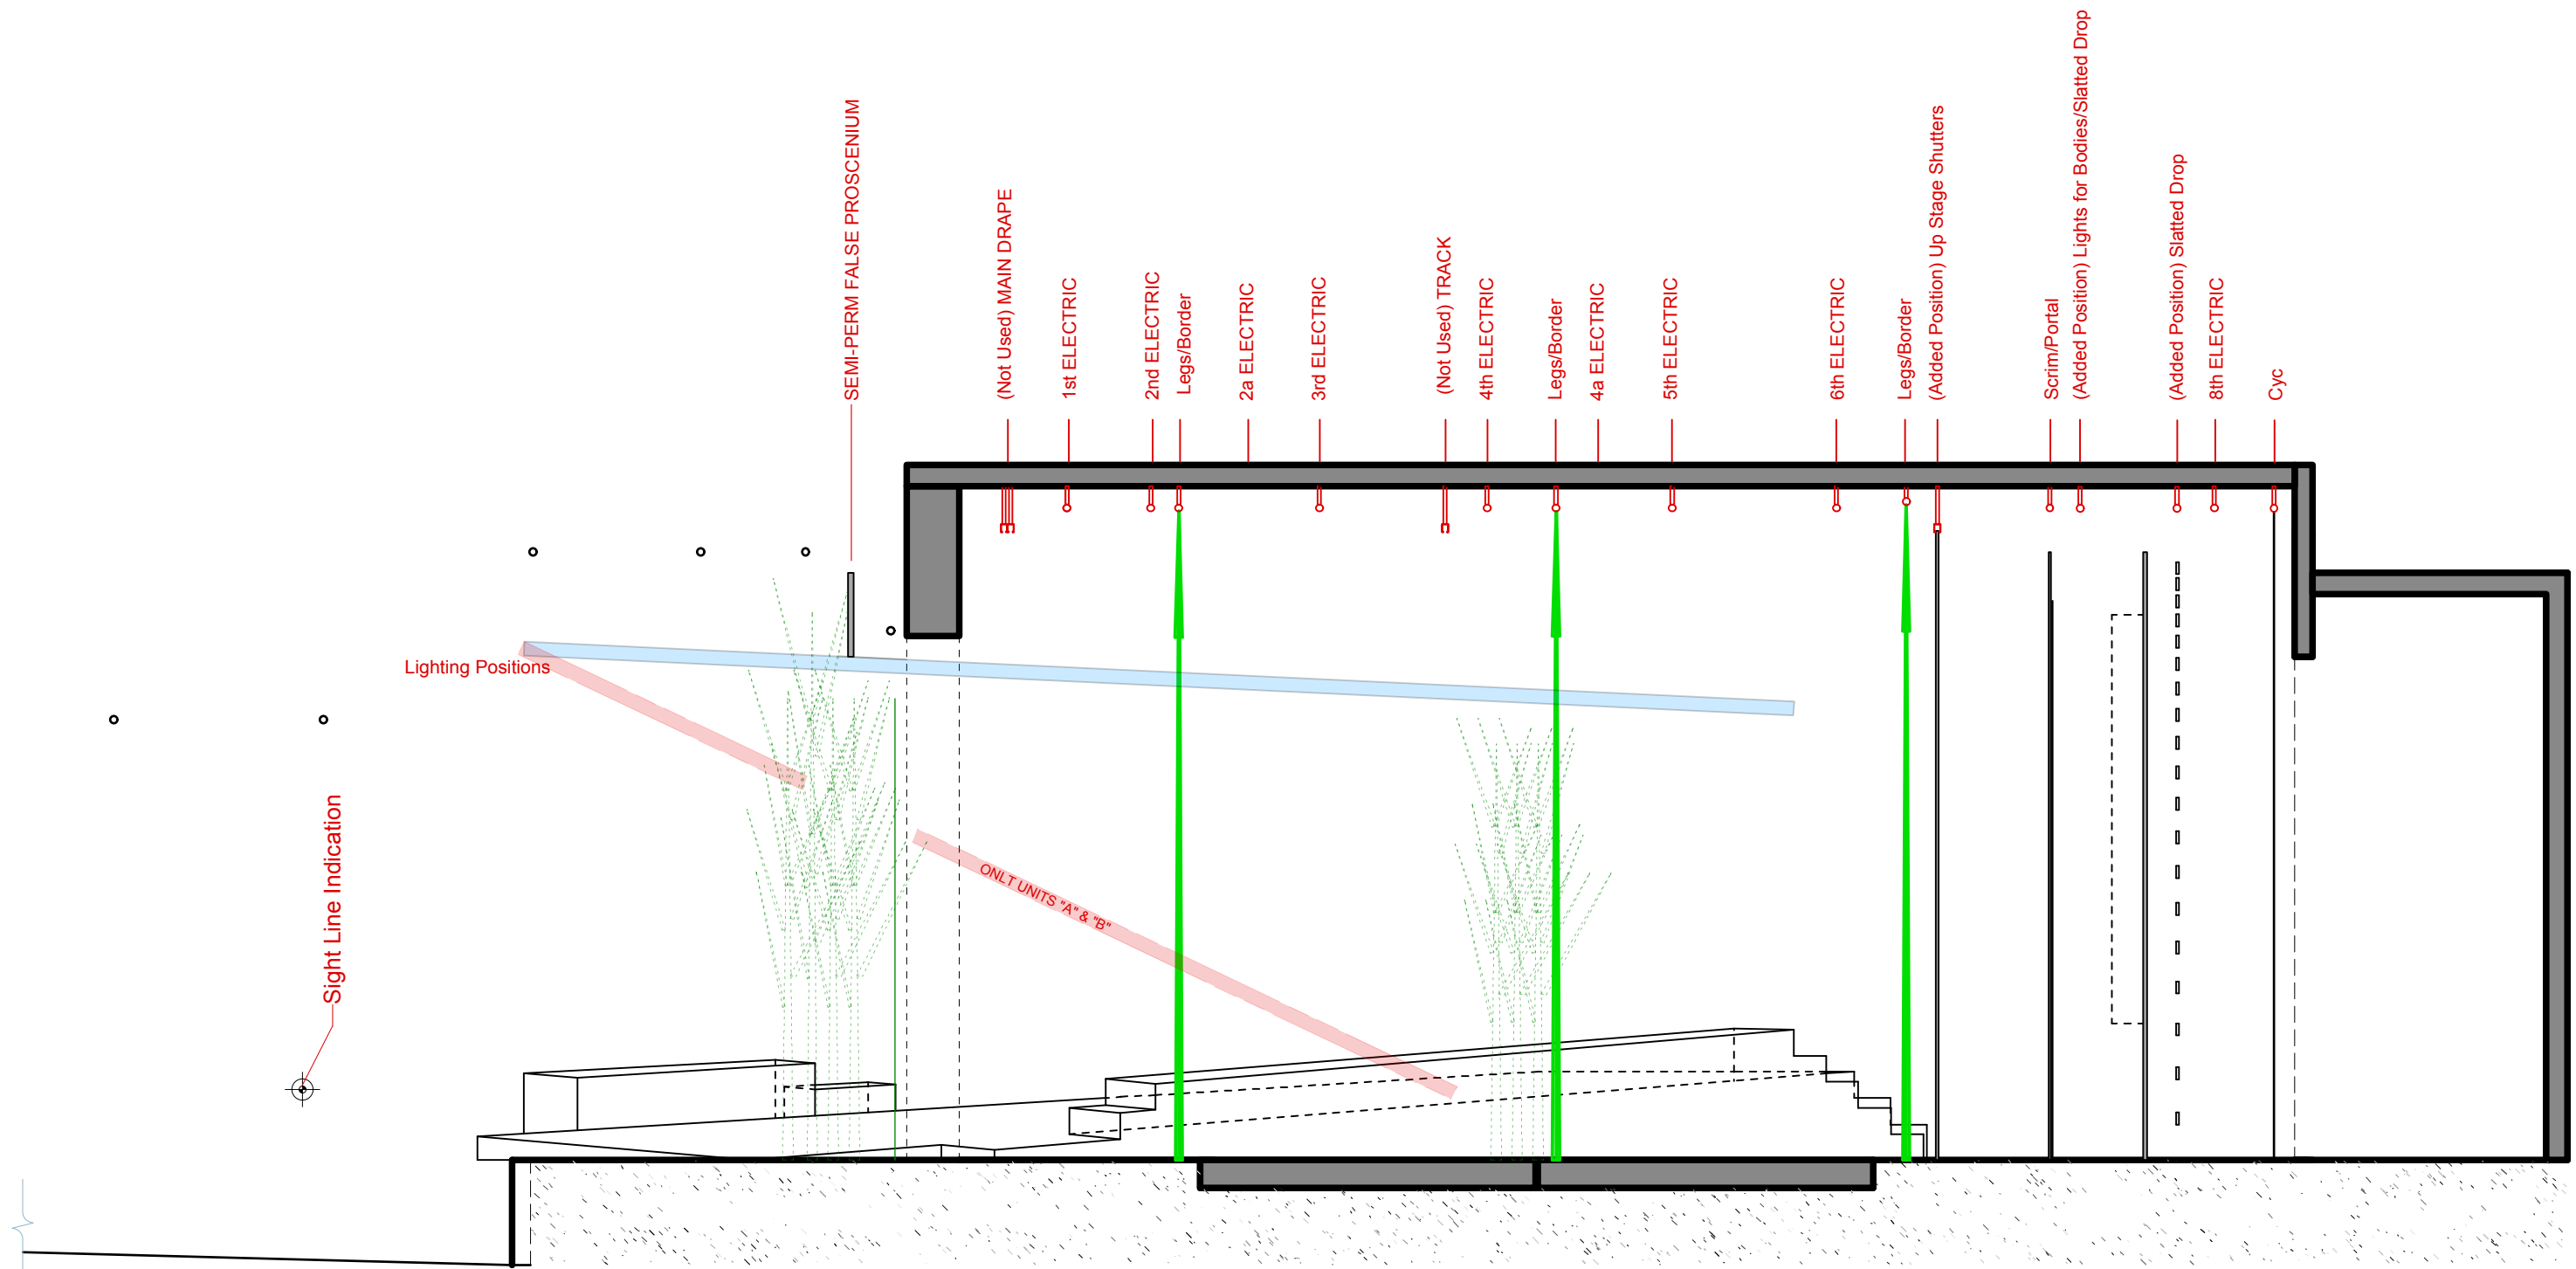 SEMI-PERM FALSE PROSCENIUM
(Not Used) MAIN DRAPE
1st ELECTRIC
2nd ELECTRIC
Legs/Border
2a ELECTRIC
3rd ELECTRIC
(Not Used) TRACK
4th ELECTRIC
Legs/Border
4a ELECTRIC
5th ELECTRIC
6th ELECTRIC
Legs/Border
(Added Position) Up Stage Shutters
Scrim/Portal
(Added Position) Lights for Bodies/Slatted Drop
(Added Position) Slatted Drop
8th ELECTRIC
Cyc
Lighting Positions
Sight Line Indication
ONLT UNITS "A" & "B"